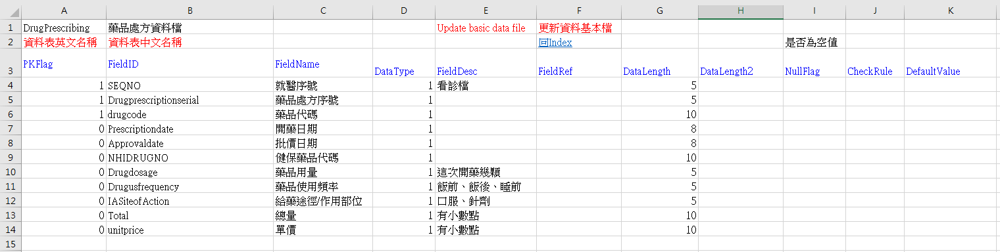 A B C D E F G H I J K
1 DrugPrescribing 藥品處方資料檔 Update basic data file 更新資料基本檔
2 資料表英文名稱 資料表中文名稱 回Index 是否為空值
3 PKFlag FieldID FieldName DataType FieldDesc FieldRef DataLength DataLength2 NullFlag CheckRule DefaultValue
4 1 SEQNO 就醫序號 1 看診檔 5
5 1 Drugprescriptionserial 藥品處方序號 1 5
6 1 drugcode 藥品代碼 1 10
7 0 Prescriptiondate 開藥日期 1 8
8 0 Approvaldate 批價日期 1 8
9 0 NHIDRUGNO 健保藥品代碼 1 10
10 0 Drugdosage 藥品用量 1 這次開藥幾顆 5
11 0 Drugusfrequency 藥品使用頻率 1 飯前、飯後、睡前 5
12 0 IASiteofAction 給藥途徑/作用部位 1 口服、針劑 5
13 0 Total 總量 1 有小數點 10
14 0 unitprice 單價 1 有小數點 10
15